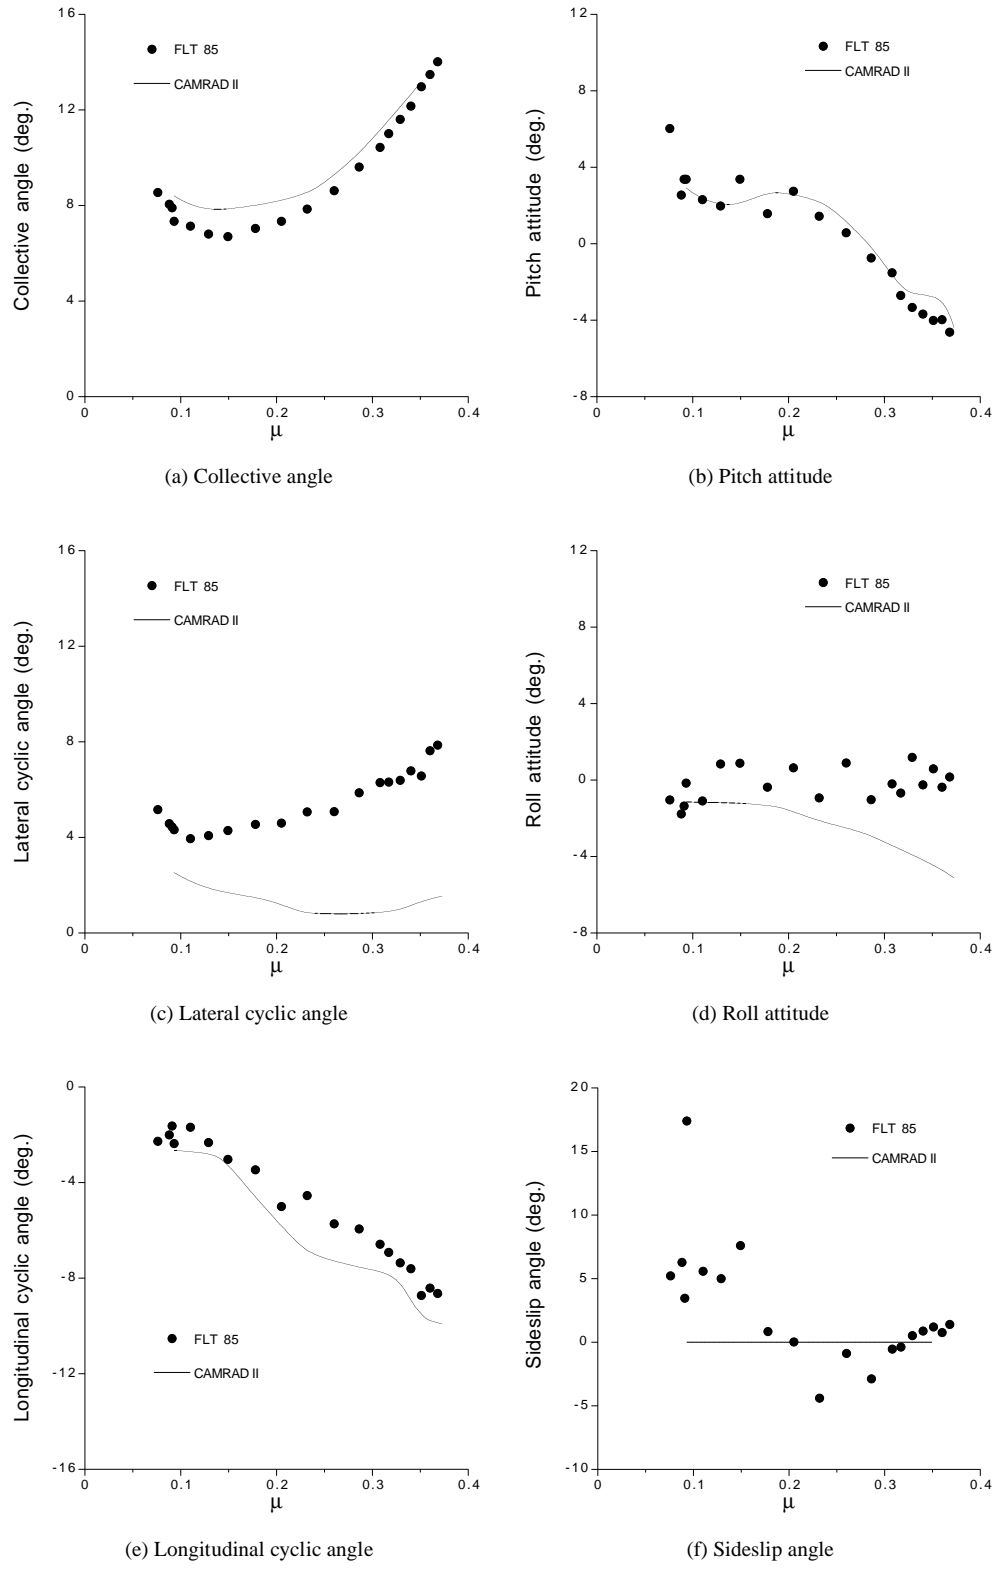 16
12
8
4
0
0
0.1
0.2
0.3
0.4
Collective angle (deg.)
μ
FLT 85
CAMRAD II
(a) Collective angle
12
8
4
0
-4
-8
0
0.1
0.2
0.3
0.4
Pitch attitude (deg.)
μ
FLT 85
CAMRAD II
(b) Pitch attitude
16
12
8
4
0
0
0.1
0.2
0.3
0.4
Lateral cyclic angle (deg.)
μ
FLT 85
CAMRAD II
(c) Lateral cyclic angle
12
8
4
0
-4
-8
0
0.1
0.2
0.3
0.4
Roll attitude (deg.)
μ
FLT 85
CAMRAD II
(d) Roll attitude
0
-4
-8
-12
-16
0
0.1
0.2
0.3
0.4
Longitudinal cyclic angle (deg.)
μ
FLT 85
CAMRAD II
(e) Longitudinal cyclic angle
20
15
10
5
0
-5
-10
0
0.1
0.2
0.3
0.4
Sideslip angle (deg.)
μ
FLT 85
CAMRAD II
(f) Sideslip angle